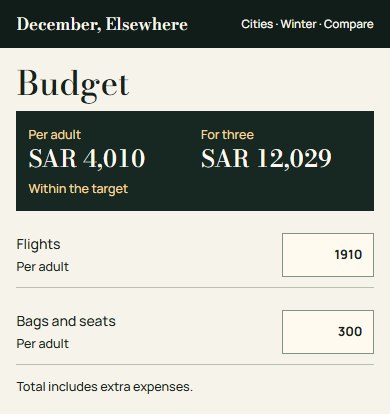 December, Elsewhere
Cities · Winter · Compare
Budget
Per adult
For three
SAR 4,010
SAR 12,029
Within the target
Flights
1910
Per adult
Bags and seats
300
Per adult
Total includes extra expenses.